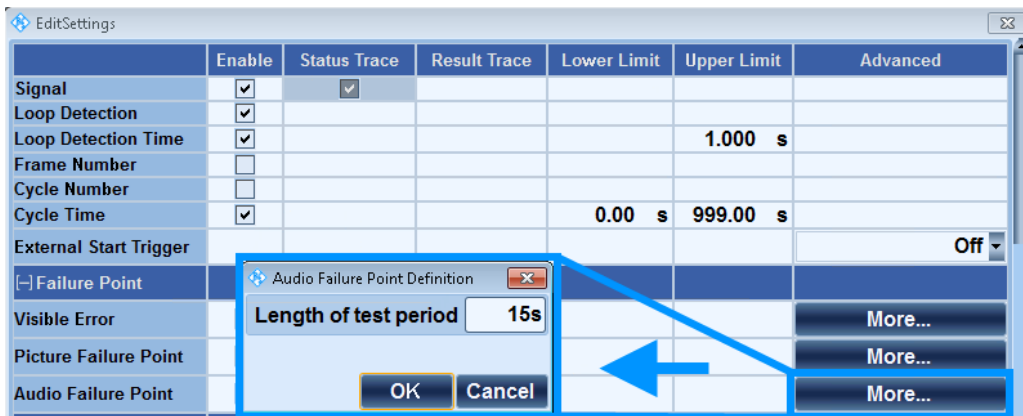 EditSettings
Enable Status Trace Result Trace Lower Limit Upper Limit Advanced
Signal
Loop Detection
Loop Detection Time 1.000 s
Frame Number
Cycle Number
Cycle Time 0.00 s 999.00 s
External Start Trigger Off
[-] Failure Point
Audio Failure Point Definition
Visible Error More...
Length of test period 15s
Picture Failure Point More...
Audio Failure Point More...
OK Cancel